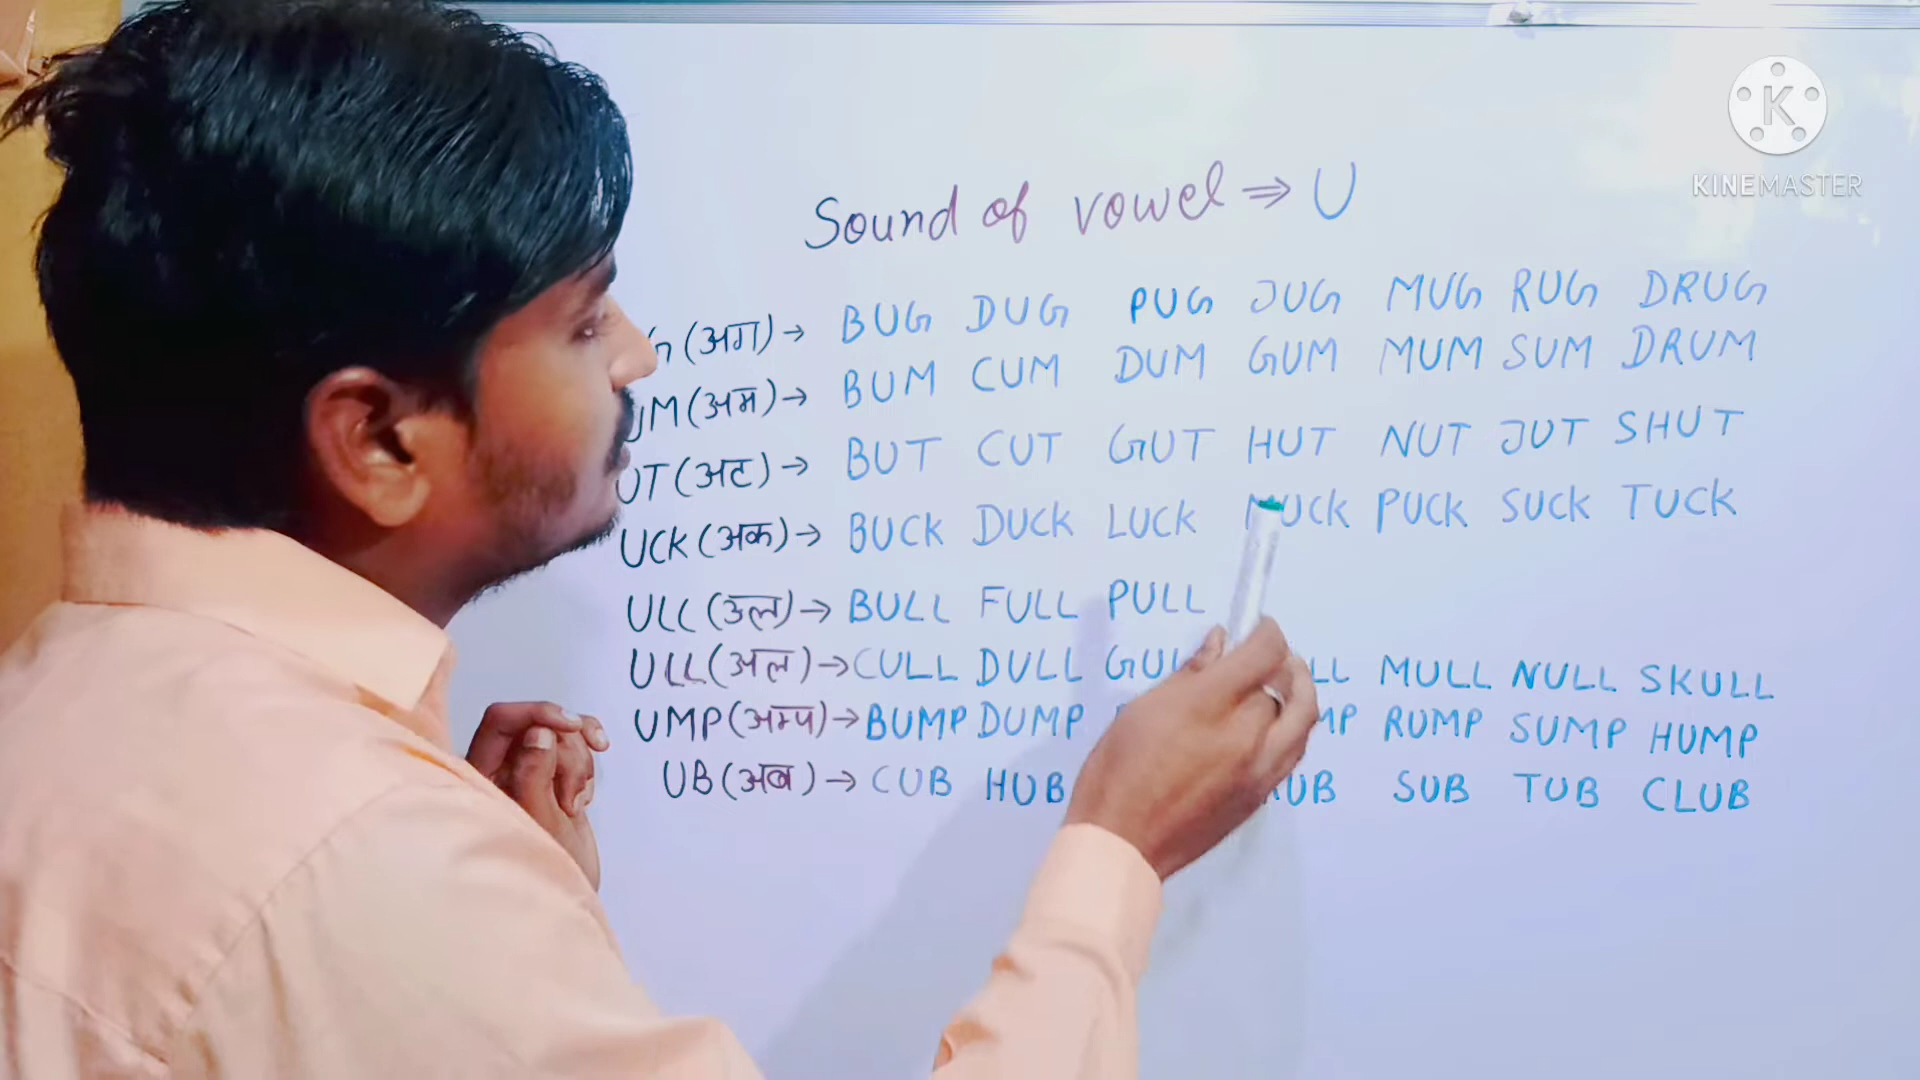 K
KINEMASTER
Sound of vowel ⇒ U
(अग) → BUG DUG PUG JUG MUG RUG DRUG
UM (अम) → BUM CUM DUM GUM MUM SUM DRUM
UT (अट) → BUT CUT GUT HUT NUT JUT SHUT
UCK (अक) → BUCK DUCK LUCK PUCK SUCK TUCK
ULL (उल) → BULL FULL PULL
ULL (अल) → CULL DULL MULL NULL SKULL
UMP (अम्प) → BUMP DUMP RUMP SUMP HUMP
UB (अब) → CUB HUB SUB TUB CLUB